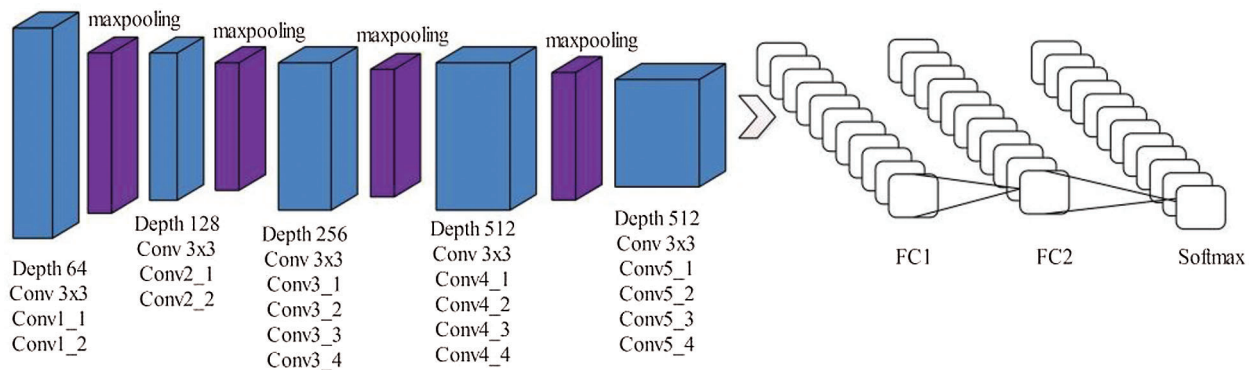 maxpooling
maxpooling
maxpooling
maxpooling
Depth 64
Conv 3x3
Conv1_1
Conv1_2
Depth 128
Conv 3x3
Conv2_1
Conv2_2
Depth 256
Conv 3x3
Conv3_1
Conv3_2
Conv3_3
Conv3_4
Depth 512
Conv 3x3
Conv4_1
Conv4_2
Conv4_3
Conv4_4
Depth 512
Conv 3x3
Conv5_1
Conv5_2
Conv5_3
Conv5_4
FC1
FC2
Softmax